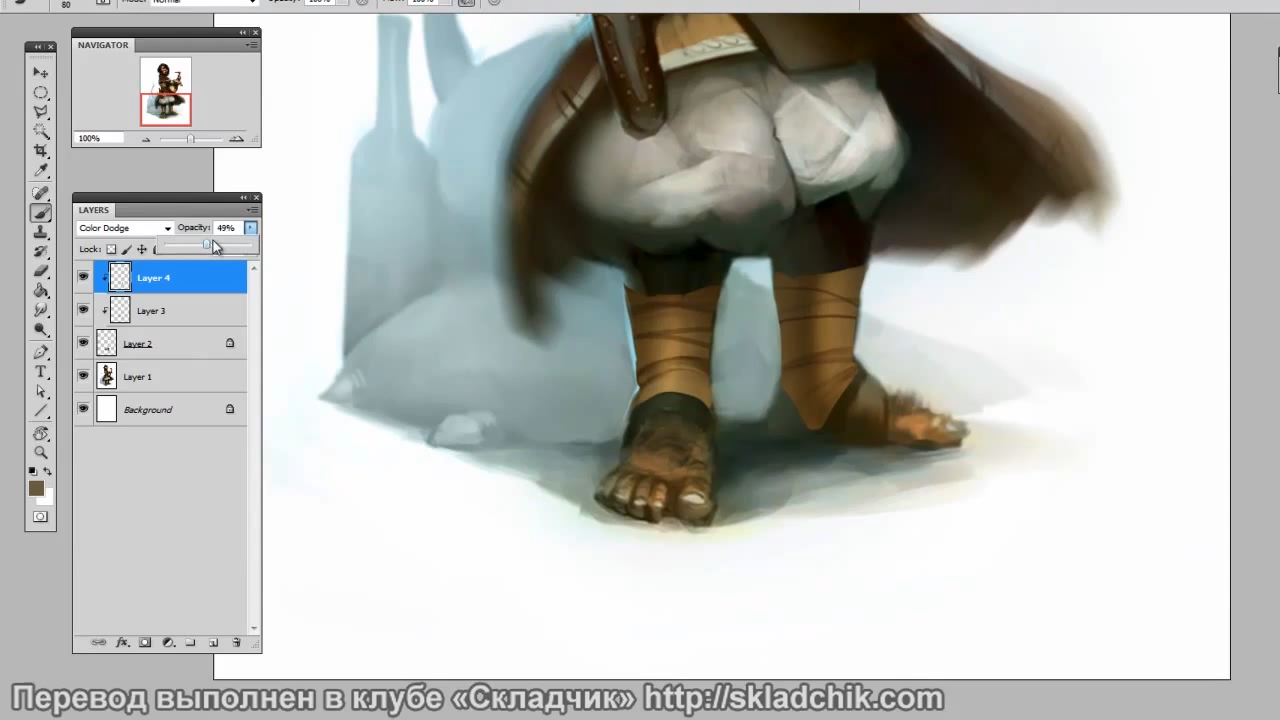 80
NAVIGATOR
100%
LAYERS
Color Dodge
Opacity: 49%
Lock:
Layer 4
Layer 3
Layer 2
Layer 1
Background
Перевод выполнен в клубе «Складчик» http://skladchik.com